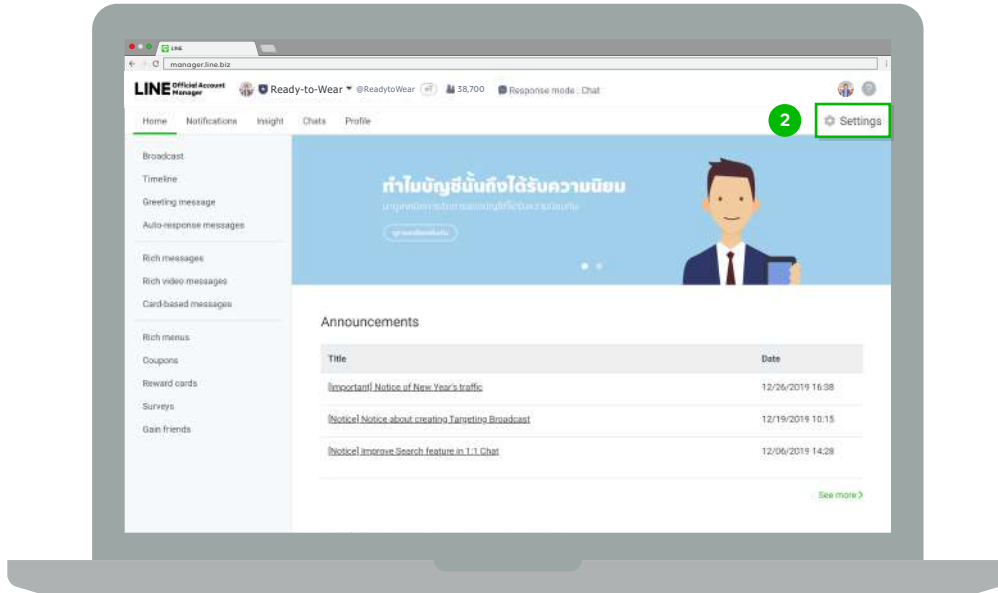 LINE
manager.line.biz
LINE Official Account Manager Ready-to-Wear @ReadytoWear ฟรี 38,700 Response mode : Chat
Home Notifications Insight Chats Profile 2 Settings
Broadcast
Timeline
Greeting message
Auto-response messages
Rich messages
Rich video messages
Card-based messages
Rich menus
Coupons
Reward cards
Surveys
Gain friends
ทำไมบัญชีนั้นถึงได้รับความนิยม
Announcements
Title Date
[Important] Notice of New Year's traffic 12/26/2019 16:38
[Notice] Notice about creating Targeting Broadcast 12/19/2019 10:15
[Notice] Improve Search feature in 1:1 Chat 12/06/2019 14:28
See more